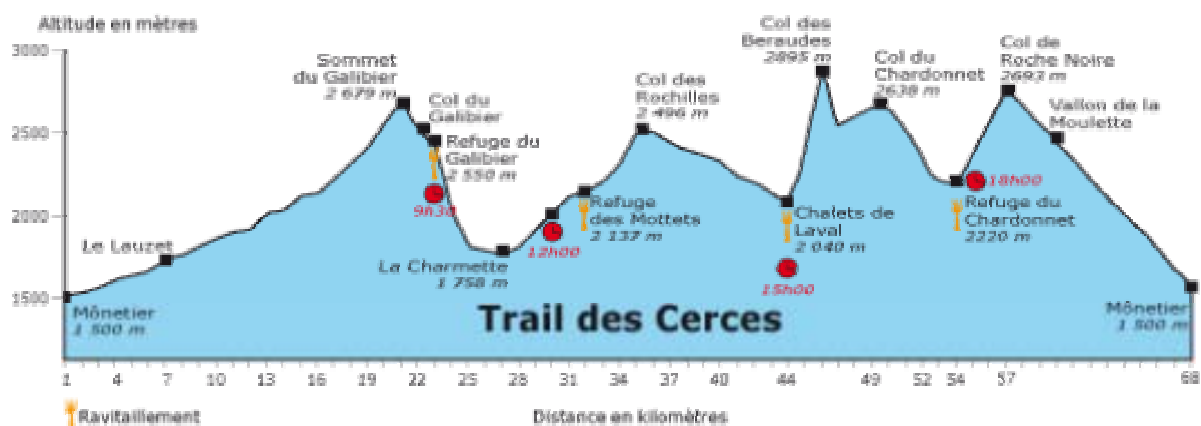 Altitude en mètres
3000
2500
2000
1500
Mônetier
1 500 m
Le Lauzet
Sommet
du Galibier
2 679 m
Col du
Galibier
Refuge du
Galibier
2 550 m
9h30
La Charmette
1 758 m
12h00
Refuge
des Mottets
2 137 m
Col des
Rochilles
2 496 m
Chalets de
Laval
2 040 m
15h00
Col des
Beraudes
2895 m
Col du
Chardonnet
2638 m
Col de
Roche Noire
2693 m
Vallon de la
Moulette
18h00
Refuge du
Chardonnet
2220 m
Mônetier
1 500 m
Trail des Cerces
1 4 7 10 13 16 19 22 25 28 31 34 37 40 44 49 52 54 57 68
Ravitaillement
Distance en kilomètres